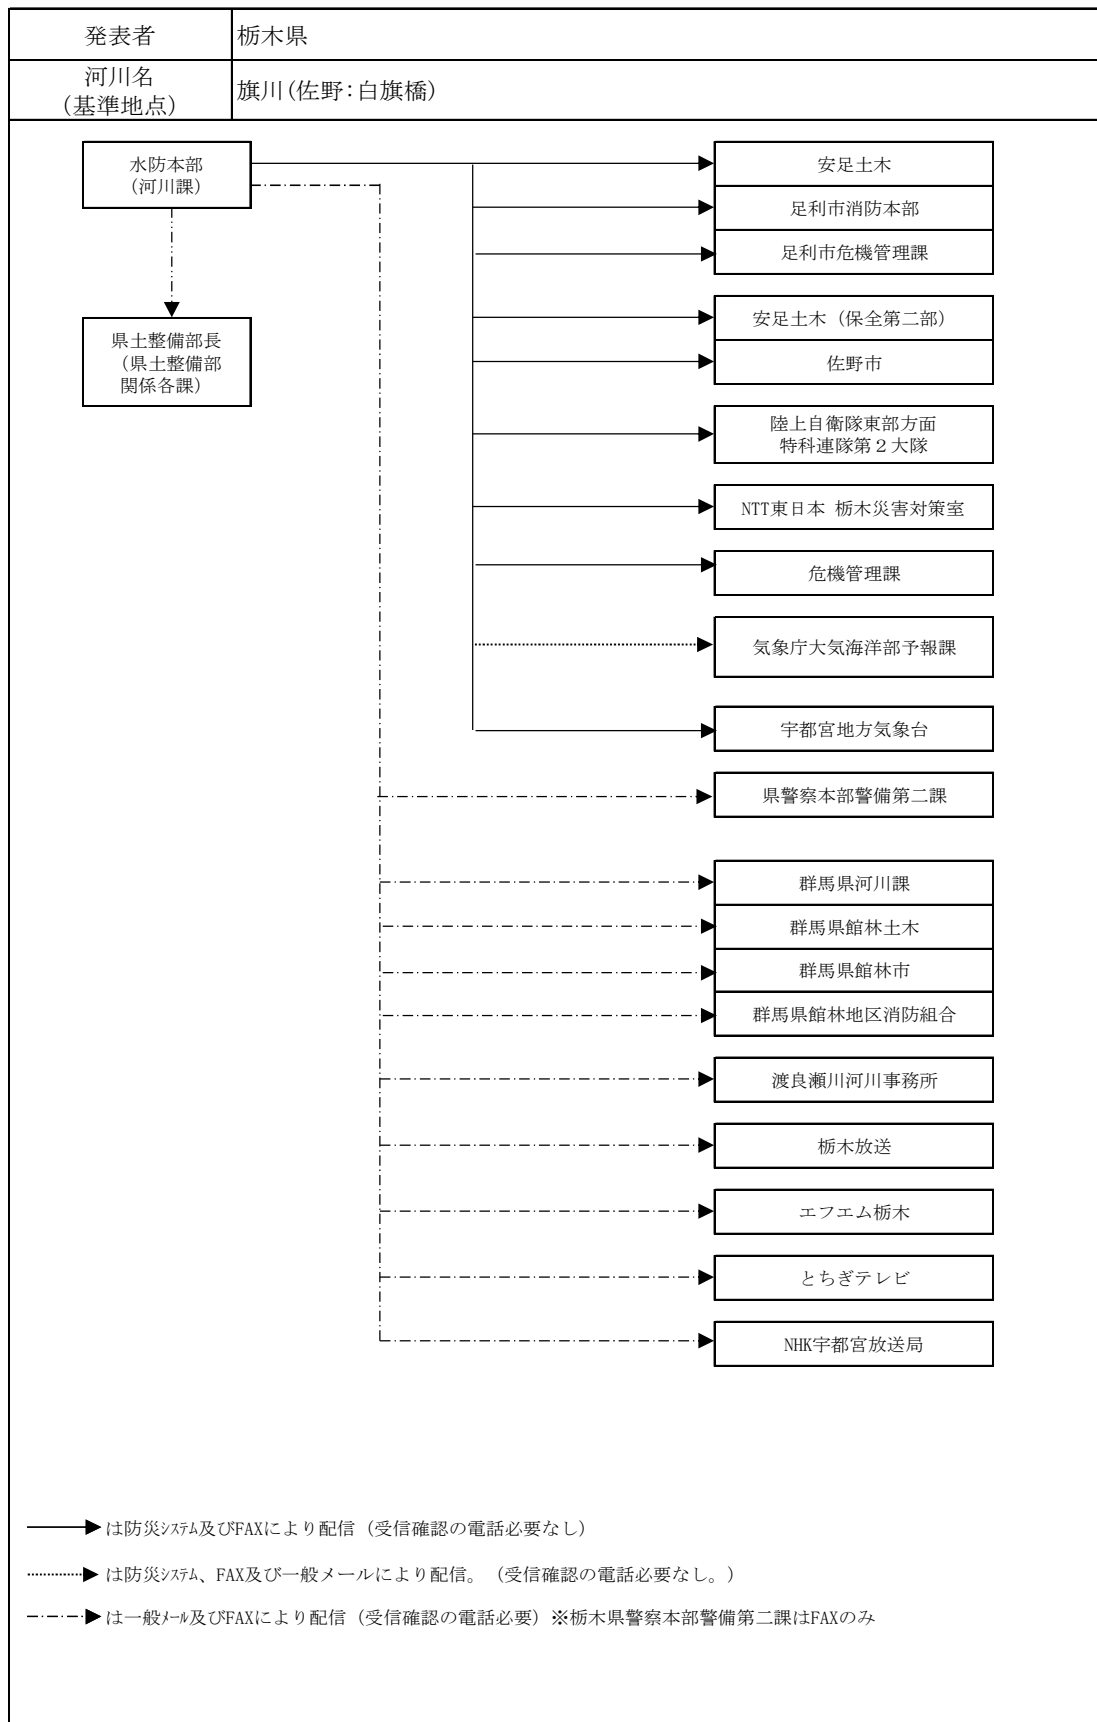 発表者
栃木県
河川名
(基準地点)
旗川(佐野:白旗橋)
水防本部
(河川課)
県土整備部長
(県土整備部
関係各課)
安足土木
足利市消防本部
足利市危機管理課
安足土木(保全第二部)
佐野市
陸上自衛隊東部方面
特科連隊第2大隊
NTT東日本 栃木災害対策室
危機管理課
気象庁大気海洋部予報課
宇都宮地方気象台
県警察本部警備第二課
群馬県河川課
群馬県館林土木
群馬県館林市
群馬県館林地区消防組合
渡良瀬川河川事務所
栃木放送
エフエム栃木
とちぎテレビ
NHK宇都宮放送局
は防災システム及びFAXにより配信(受信確認の電話必要なし)
は防災システム、FAX及び一般メールにより配信。(受信確認の電話必要なし。)
は一般メール及びFAXにより配信(受信確認の電話必要)※栃木県警察本部警備第二課はFAXのみ